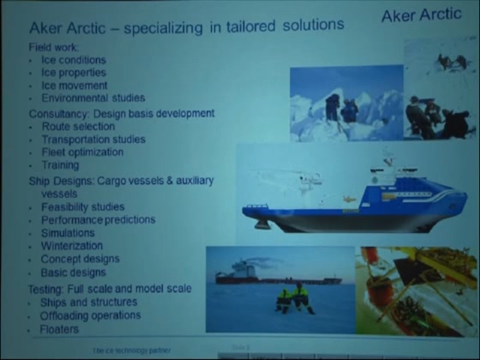 Aker Arctic
Aker Arctic – specializing in tailored solutions
Field work:
• Ice conditions
• Ice properties
• Ice movement
• Environmental studies
Consultancy: Design basis development
• Route selection
• Transportation studies
• Fleet optimization
• Training
Ship Designs: Cargo vessels & auxiliary
vessels
• Feasibility studies
• Performance predictions
• Simulations
• Winterization
• Concept designs
• Basic designs
Testing: Full scale and model scale
• Ships and structures
• Offloading operations
• Floaters
The ice technology partner
Slide